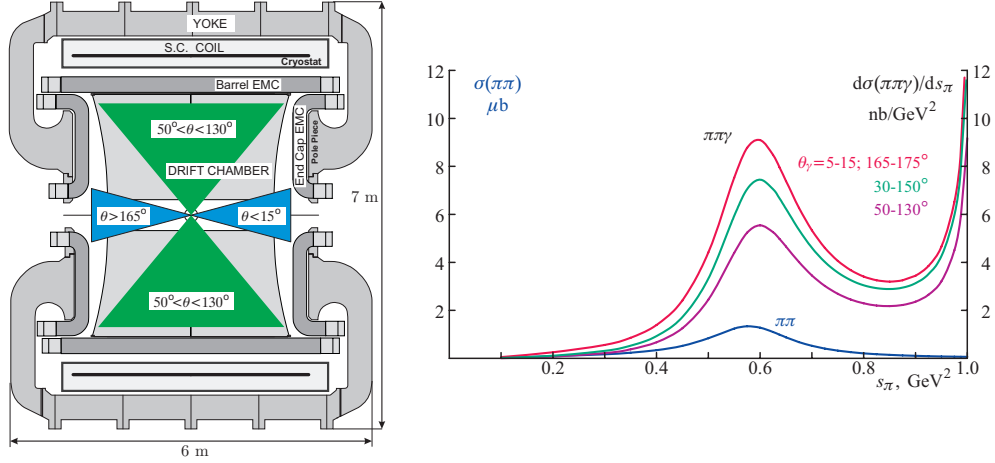 YOKE
S.C. COIL
Cryostat
Barrel EMC
50°<θ<130°
End Cap EMC
Pole Piece
DRIFT CHAMBER
θ>165°
θ<15°
7 m
50°<θ<130°
6 m
12
10
8
6
4
2
σ(ππ)
μb
dσ(ππγ)/ds_π
nb/GeV²
ππγ
θ_γ=5-15; 165-175°
30-150°
50-130°
ππ
12
10
8
6
4
2
0.2
0.4
0.6
0.8
1.0
s_π, GeV²